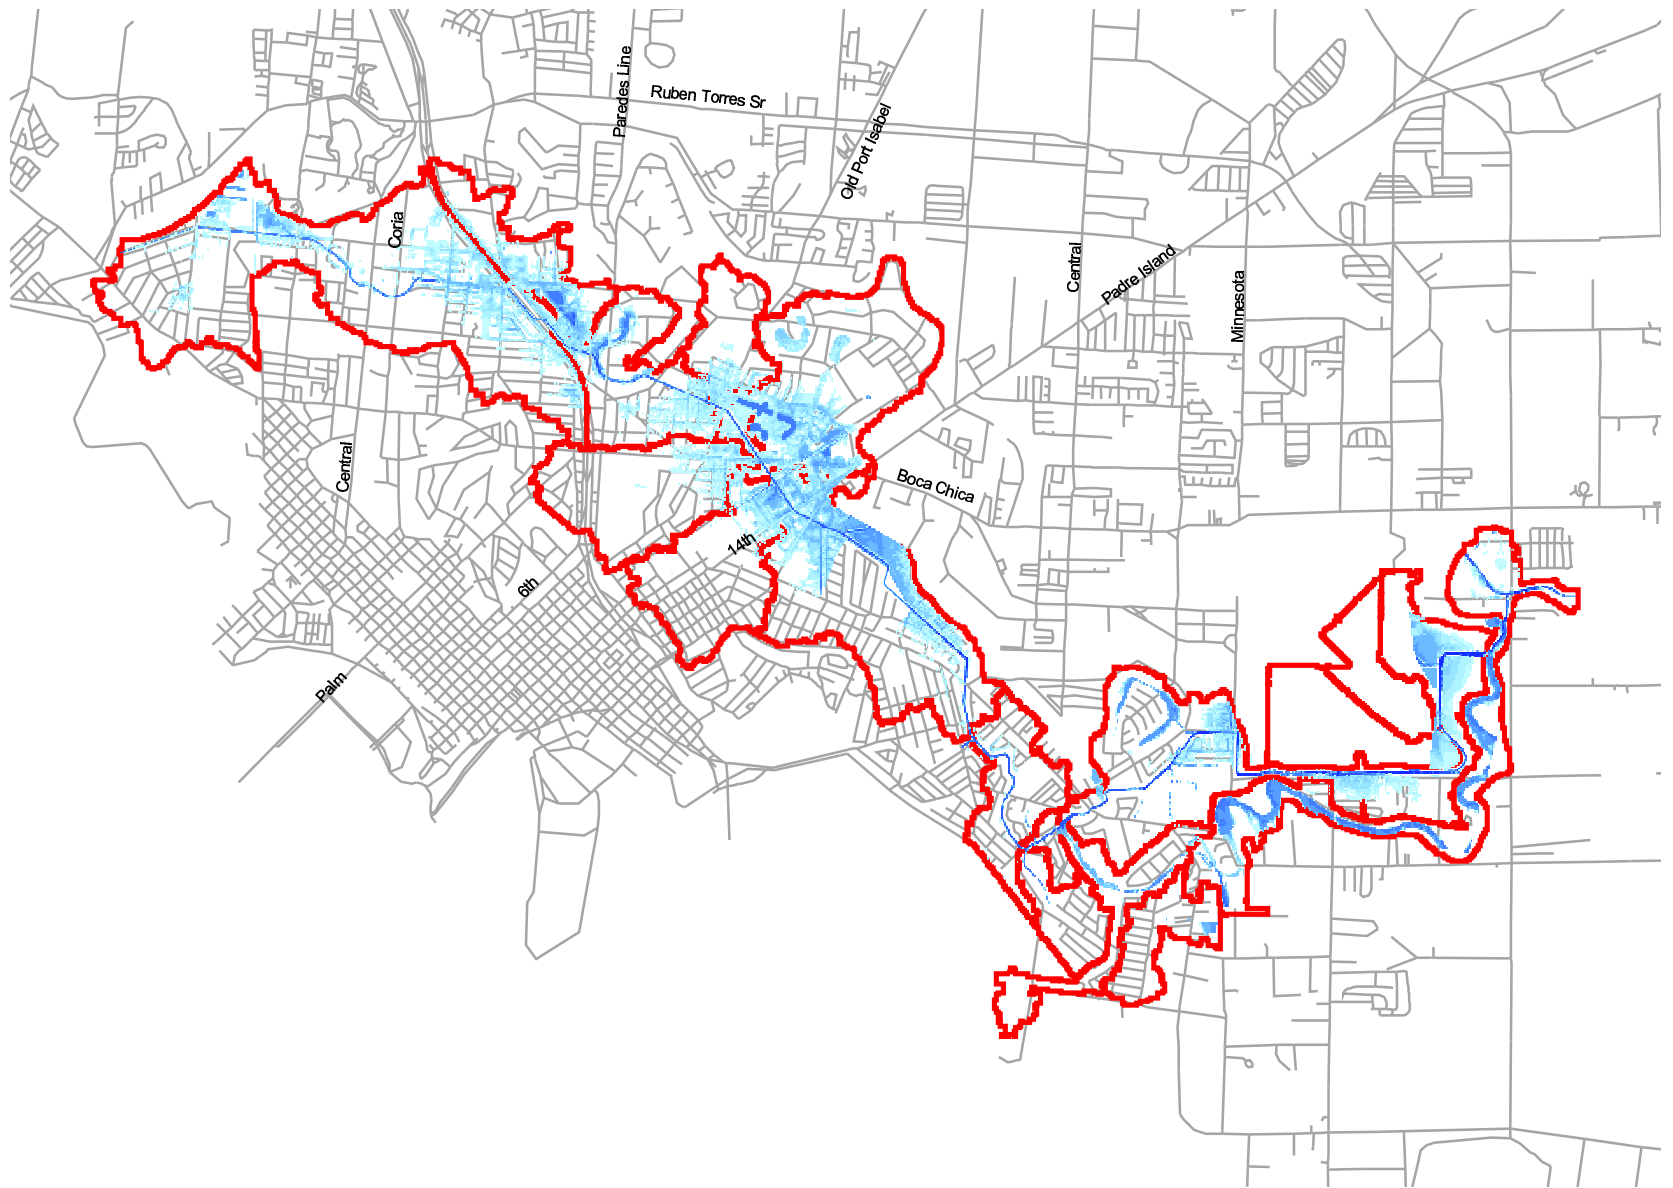 Ruben Torres Sr
Paredes Line
Old Port Isabel
Coria
Central
Padre Island
Minnesota
Central
Boca Chica
14th
6th
Palm